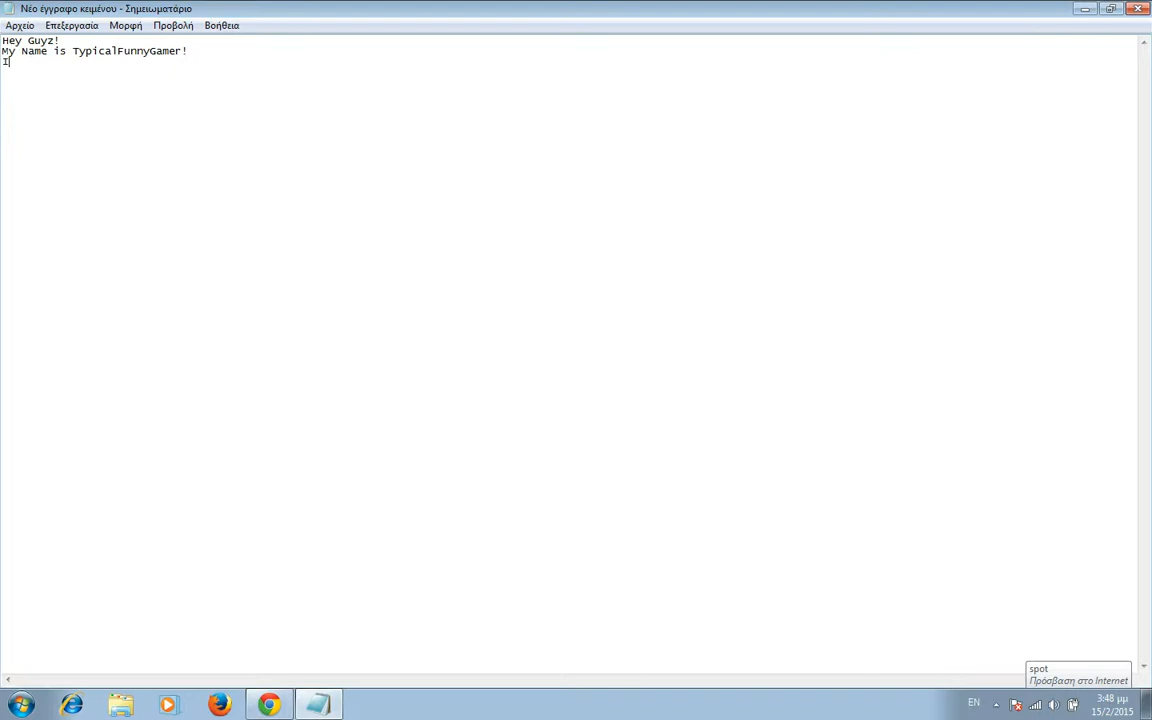 Νέο έγγραφο κειμένου - Σημειωματάριο
Αρχείο Επεξεργασία Μορφή Προβολή Βοήθεια
Hey Guyz!
My Name is TypicalFunnyGamer!
I
spot
Πρόσβαση στο Internet
EN
3:48 μμ
15/2/2015